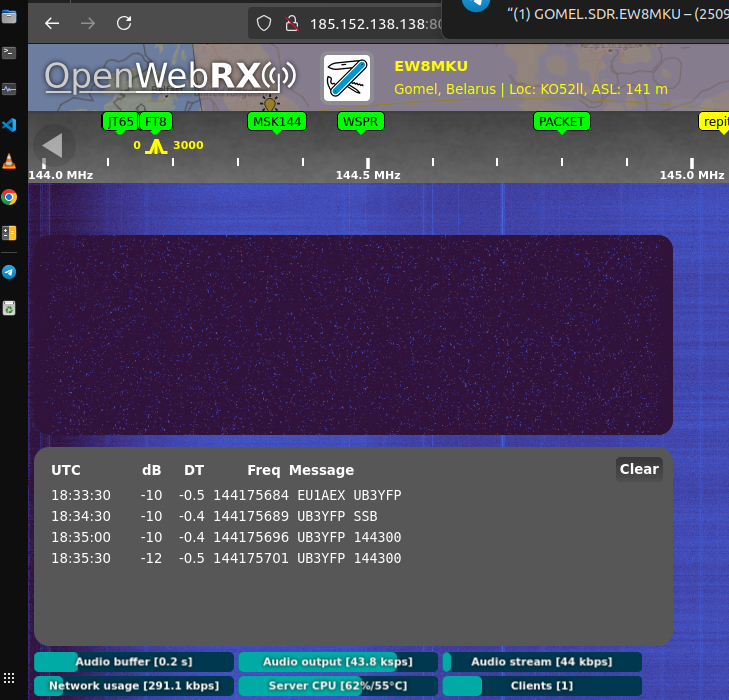 185.152.138.138:80
"(1) GOMEL.SDR.EW8MKU – (2509
OpenWebRX
EW8MKU
Gomel, Belarus | Loc: KO52ll, ASL: 141 m
JT65 FT8 MSK144 WSPR PACKET repit
0 3000
144.0 MHz 144.5 MHz 145.0 MHz
UTC dB DT Freq Message
Clear
18:33:30 -10 -0.5 144175684 EU1AEX UB3YFP
18:34:30 -10 -0.4 144175689 UB3YFP SSB
18:35:00 -10 -0.4 144175696 UB3YFP 144300
18:35:30 -12 -0.5 144175701 UB3YFP 144300
Audio buffer [0.2 s] Audio output [43.8 ksps] Audio stream [44 kbps]
Network usage [291.1 kbps] Server CPU [62%/55°C] Clients [1]